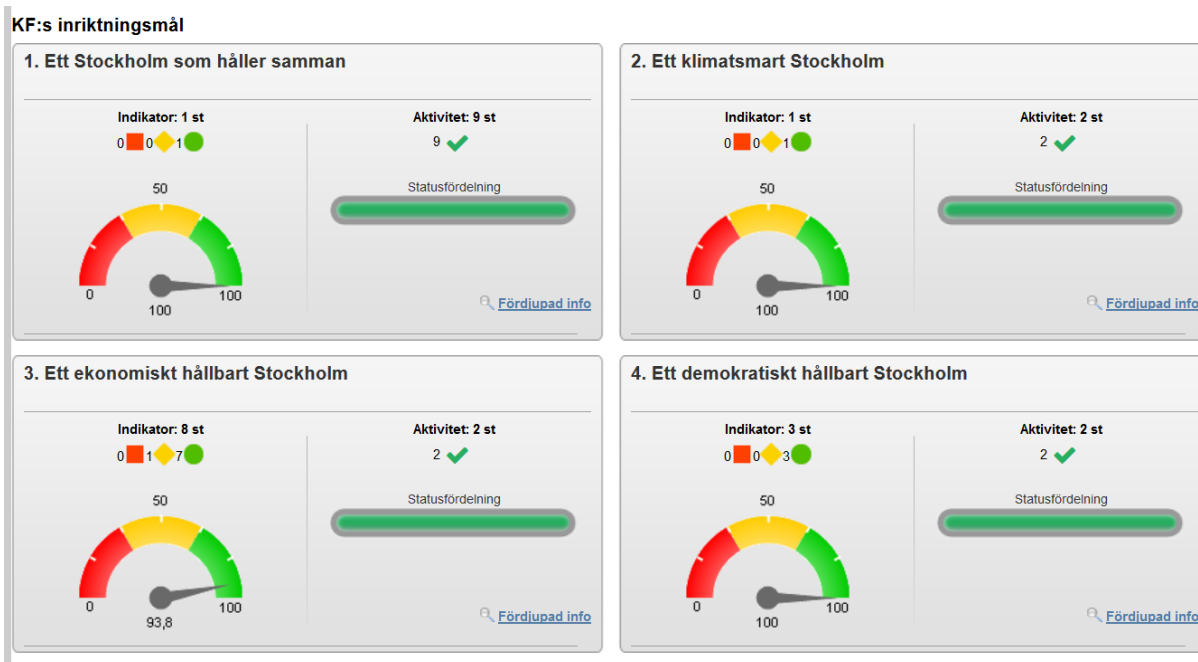 KF:s inriktningsmål
1. Ett Stockholm som håller samman
Indikator: 1 st
0 0 1
50
0
100
100
Aktivitet: 9 st
9
Statusfördelning
Fördjupad info
2. Ett klimatsmart Stockholm
Indikator: 1 st
0 0 1
50
0
100
100
Aktivitet: 2 st
2
Statusfördelning
Fördjupad info
3. Ett ekonomiskt hållbart Stockholm
Indikator: 8 st
0 1 7
50
0
100
93,8
Aktivitet: 2 st
2
Statusfördelning
Fördjupad info
4. Ett demokratiskt hållbart Stockholm
Indikator: 3 st
0 0 3
50
0
100
100
Aktivitet: 2 st
2
Statusfördelning
Fördjupad info